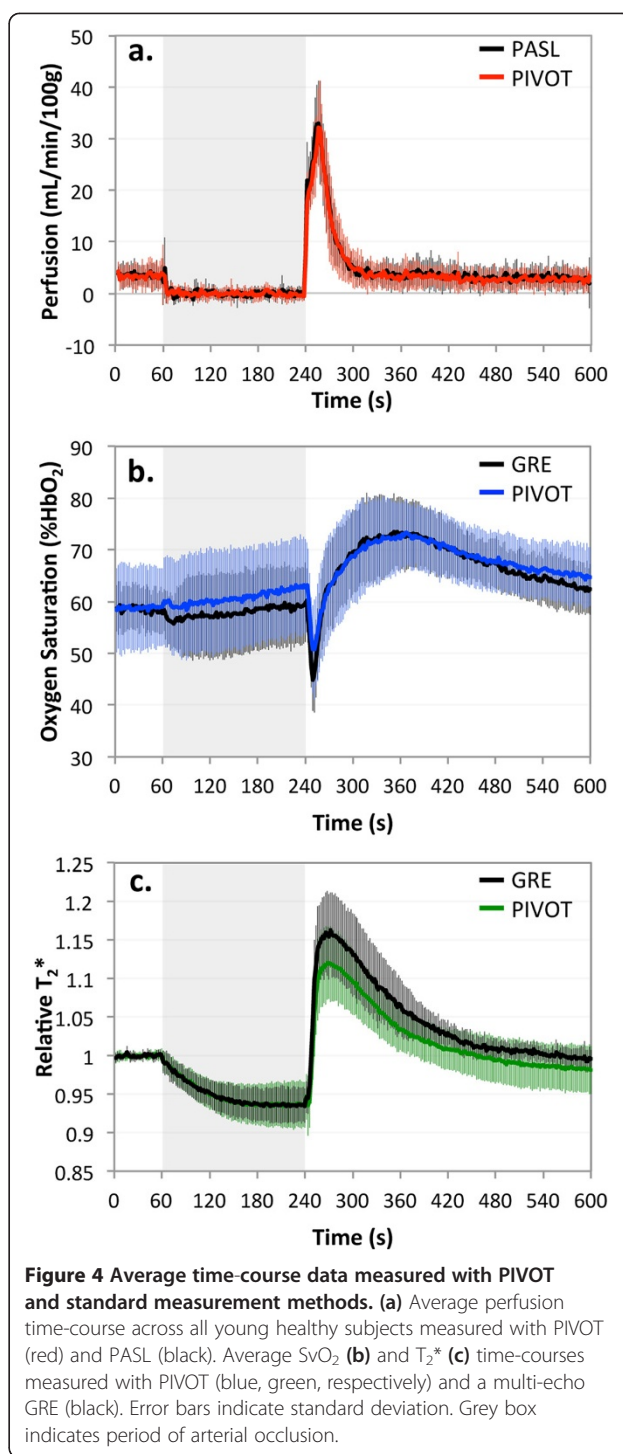 a.
PASL
PIVOT
Perfusion (mL/min/100g)
50
40
30
20
10
0
-10
0 60 120 180 240 300 360 420 480 540 600
Time (s)
b.
GRE
PIVOT
Oxygen Saturation (%HbO₂)
90
80
70
60
50
40
30
0 60 120 180 240 300 360 420 480 540 600
Time (s)
c.
GRE
PIVOT
Relative T₂*
1.25
1.2
1.15
1.1
1.05
1
0.95
0.9
0.85
0 60 120 180 240 300 360 420 480 540 600
Time (s)
Figure 4 Average time-course data measured with PIVOT
and standard measurement methods. (a) Average perfusion
time-course across all young healthy subjects measured with PIVOT
(red) and PASL (black). Average SvO₂ (b) and T₂* (c) time-courses
measured with PIVOT (blue, green, respectively) and a multi-echo
GRE (black). Error bars indicate standard deviation. Grey box
indicates period of arterial occlusion.